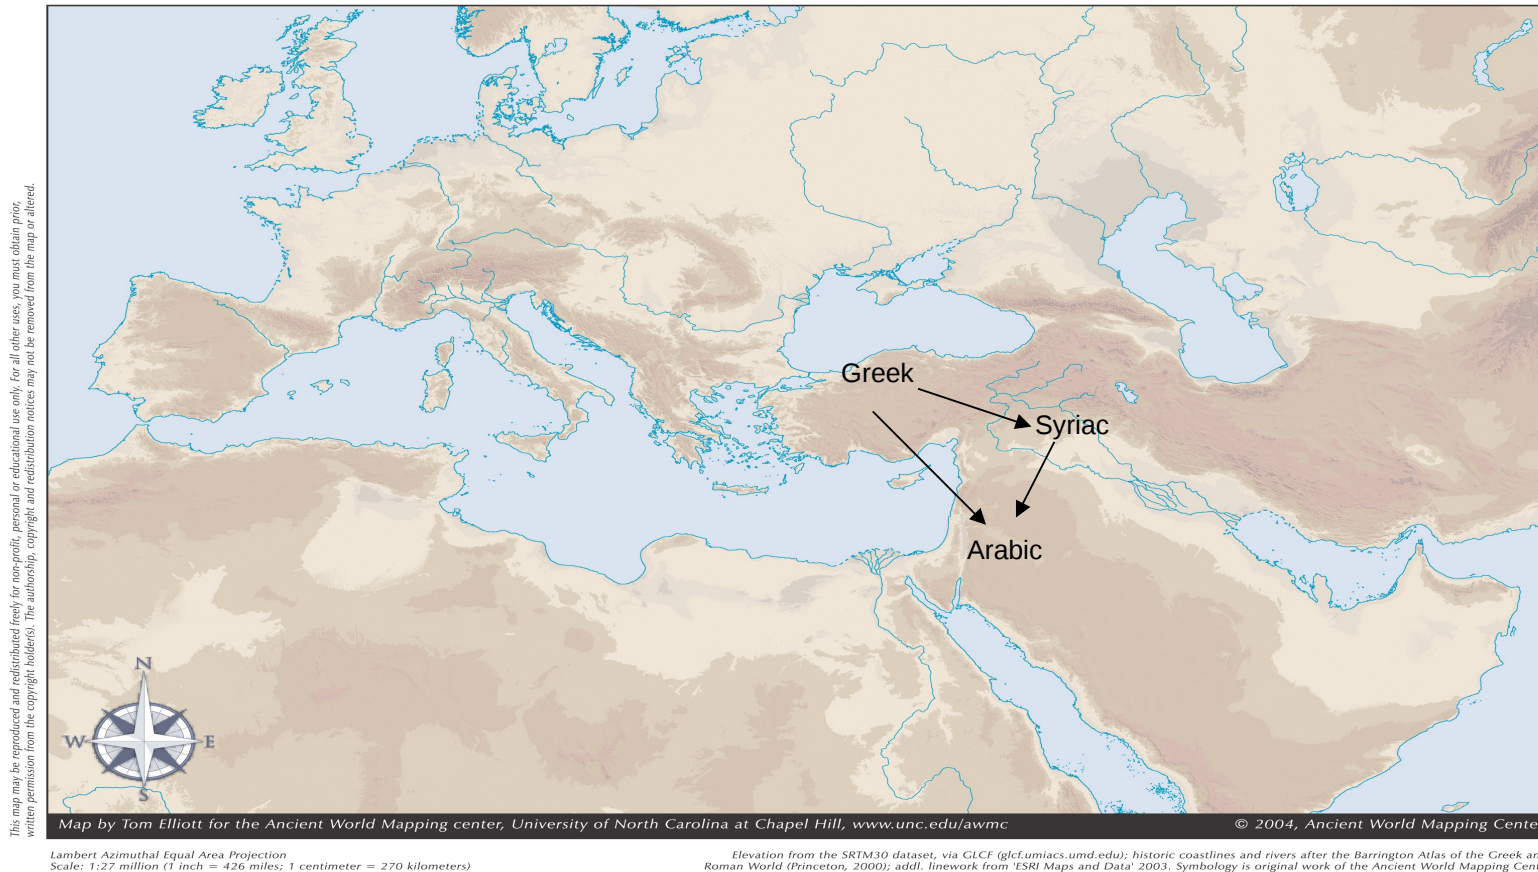 Greek
Syriac
Arabic
N
W
E
S
This map may be reproduced and redistributed freely for non-profit, personal or educational use only. For all other uses, you must obtain prior,
written permission from the copyright holder(s). The authorship, copyright and redistribution notices may not be removed from the map or altered.
Map by Tom Elliott for the Ancient World Mapping center, University of North Carolina at Chapel Hill, www.unc.edu/awmc
© 2004, Ancient World Mapping Cente
Lambert Azimuthal Equal Area Projection
Scale: 1:27 million (1 inch = 426 miles; 1 centimeter = 270 kilometers)
Elevation from the SRTM30 dataset, via GLCF (glcf.umiacs.umd.edu); historic coastlines and rivers after the Barrington Atlas of the Greek an
Roman World (Princeton, 2000); addl. linework from 'ESRI Maps and Data' 2003. Symbology is original work of the Ancient World Mapping Cent